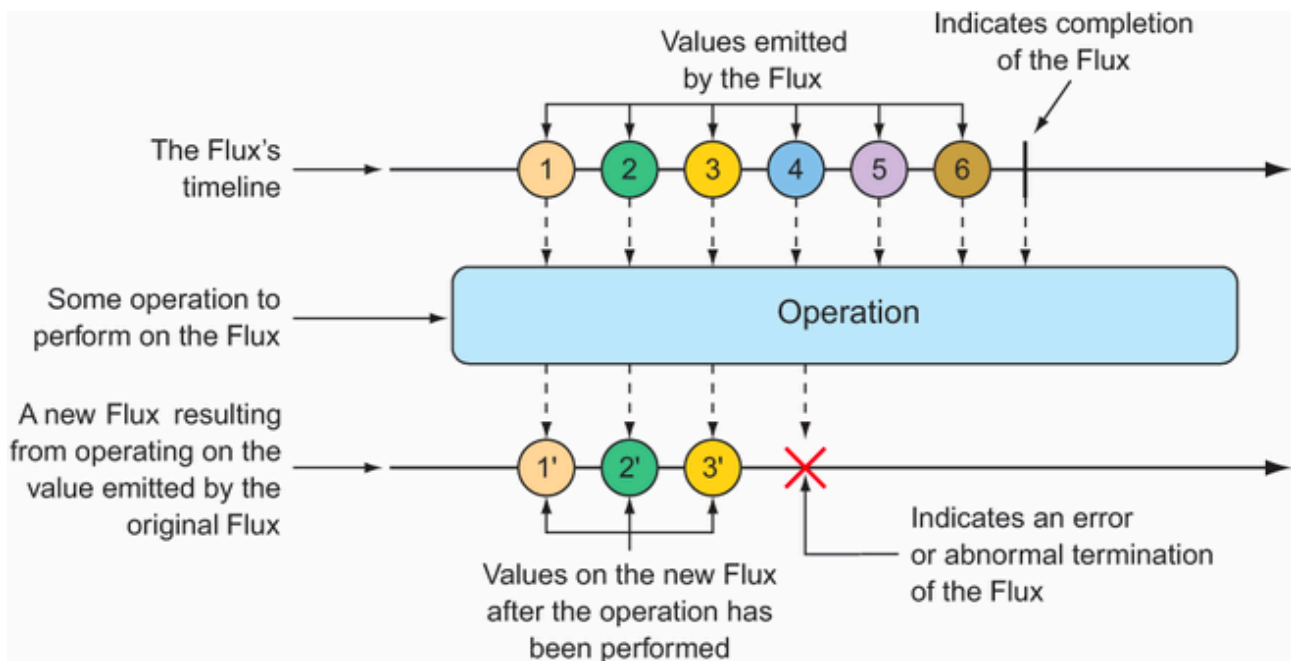 Values emitted
by the Flux
Indicates completion
of the Flux
The Flux's
timeline
1 2 3 4 5 6
Some operation to
perform on the Flux
Operation
A new Flux resulting
from operating on the
value emitted by the
original Flux
1' 2' 3'
Values on the new Flux
after the operation has
been performed
Indicates an error
or abnormal termination
of the Flux